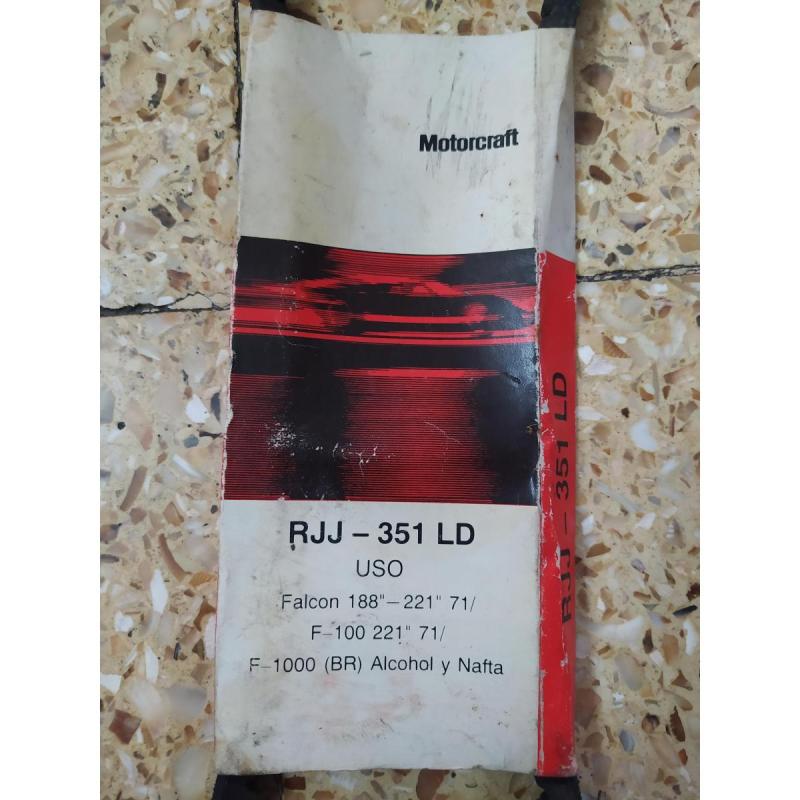 Motorcraft
RJJ – 351 LD
USO
Falcon 188"–221" 71/
F–100 221" 71/
F–1000 (BR) Alcohol y Nafta
RJJ – 351 LD